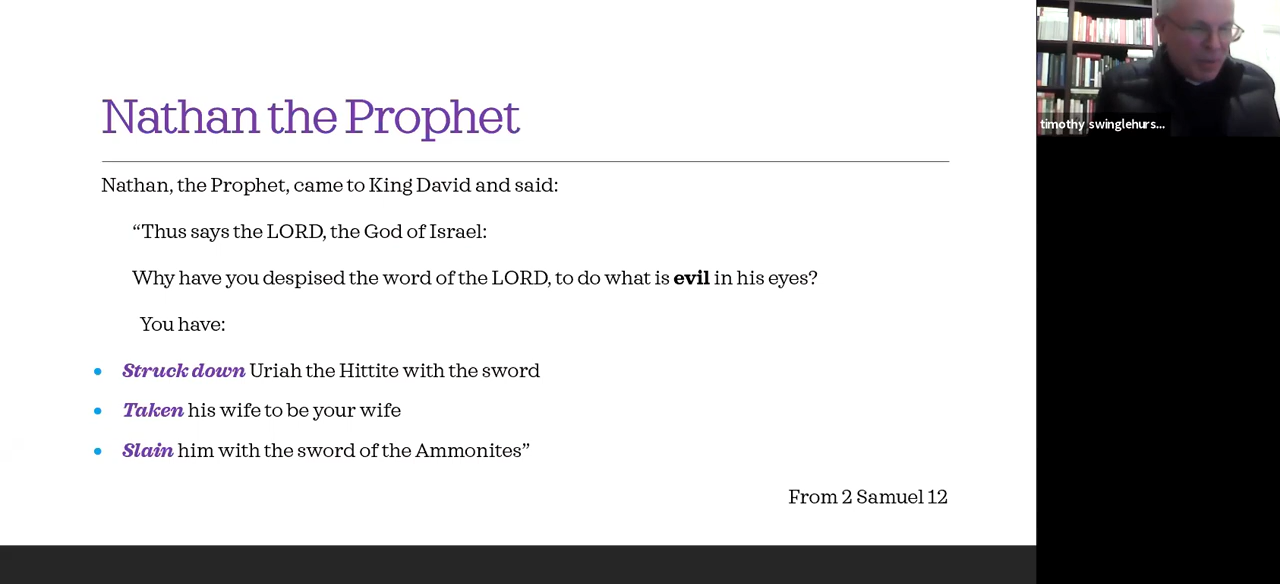 Nathan the Prophet
Nathan, the Prophet, came to King David and said:
“Thus says the LORD, the God of Israel:
Why have you despised the word of the LORD, to do what is evil in his eyes?
You have:
• Struck down Uriah the Hittite with the sword
• Taken his wife to be your wife
• Slain him with the sword of the Ammonites”
From 2 Samuel 12
timothy swinglehurs...